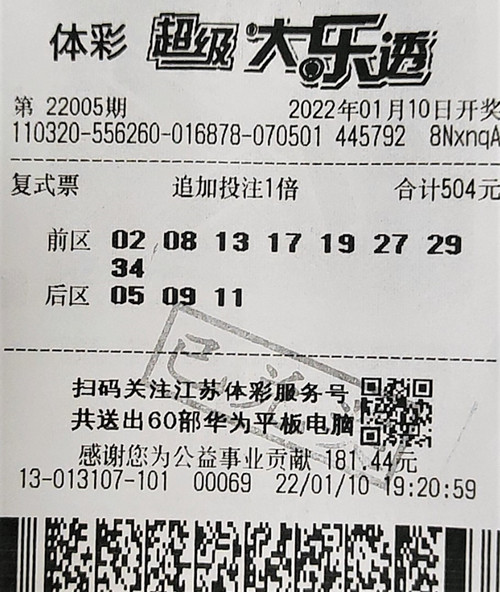 体彩 超级大乐透
第 22005期 2022年01月10日开奖
110320-556260-016878-070501 445792 8NxnqA
复式票 追加投注1倍 合计504元
前区 02 08 13 17 19 27 29
34
后区 05 09 11
扫码关注江苏体彩服务号
共送出60部华为平板电脑
感谢您为公益事业贡献 181.44元
13-013107-101 00069 22/01/10 19:20:59